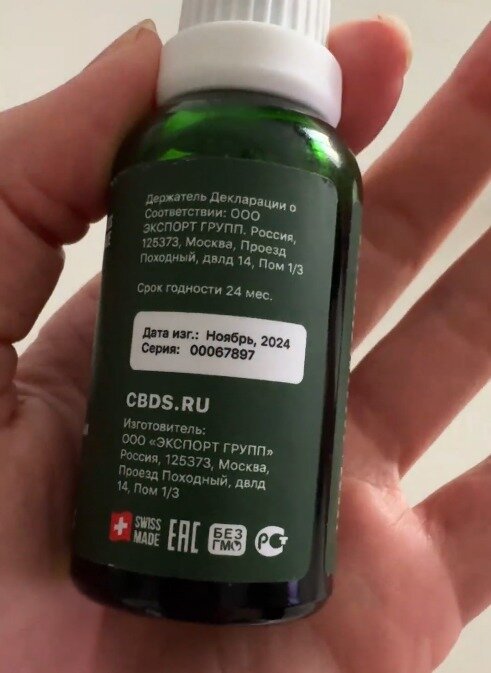 Держатель Декларации о
Соответствии: ООО
ЭКСПОРТ ГРУПП. Россия,
125373, Москва, Проезд
Походный, двлд 14, Пом 1/3
Срок годности 24 мес.
Дата изг.: Ноябрь, 2024
Серия: 00067897
CBDS.RU
Изготовитель:
ООО «ЭКСПОРТ ГРУПП»
Россия, 125373, Москва,
Проезд Походный, двлд
14, Пом 1/3
SWISS
MADE
EAC
БЕЗ
ГМО
РСТ